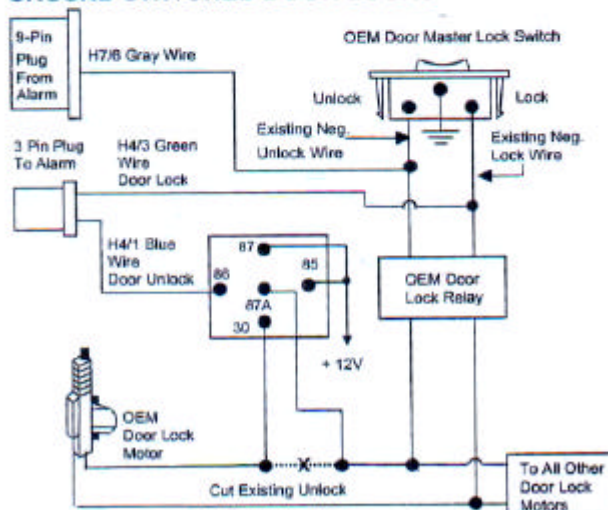 9-Pin
Plug
From
Alarm
H7/6 Gray Wire
OEM Door Master Lock Switch
Unlock
Lock
Existing Neg.
Unlock Wire
Existing Neg.
Lock Wire
3 Pin Plug
To Alarm
H4/3 Green
Wire
Door Lock
H4/1 Blue
Wire
Door Unlock
87
86
85
87A
30
+ 12V
OEM Door
Lock Relay
OEM
Door Lock
Motor
X
Cut Existing Unlock
To All Other
Door Lock
Motors